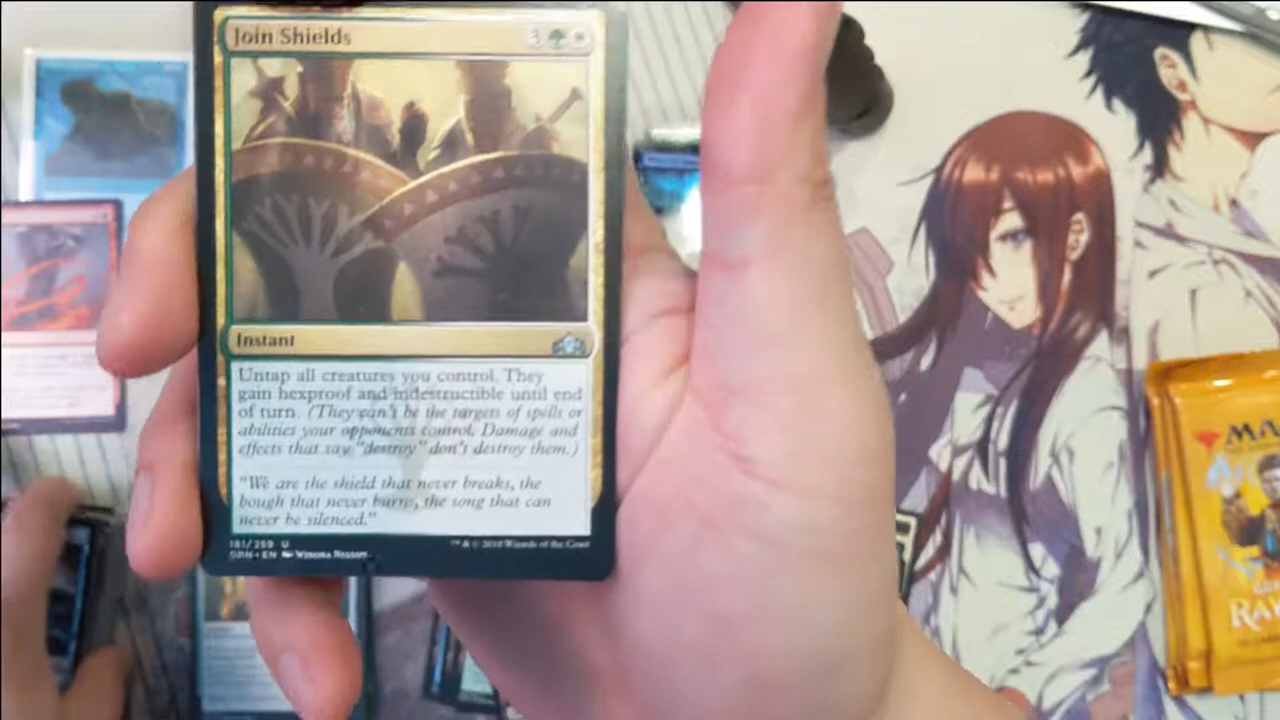 Join Shields 3
Instant
Untap all creatures you control. They
gain hexproof and indestructible until end
of turn. (They can't be the targets of spells or
abilities your opponents control. Damage and
effects that say "destroy" don't destroy them.)
"We are the shield that never breaks, the
bough that never burns, the song that can
never be silenced."
181/259 U
GRN • EN Winona Nelson
™ & © 2018 Wizards of the Coast
MA
RAV